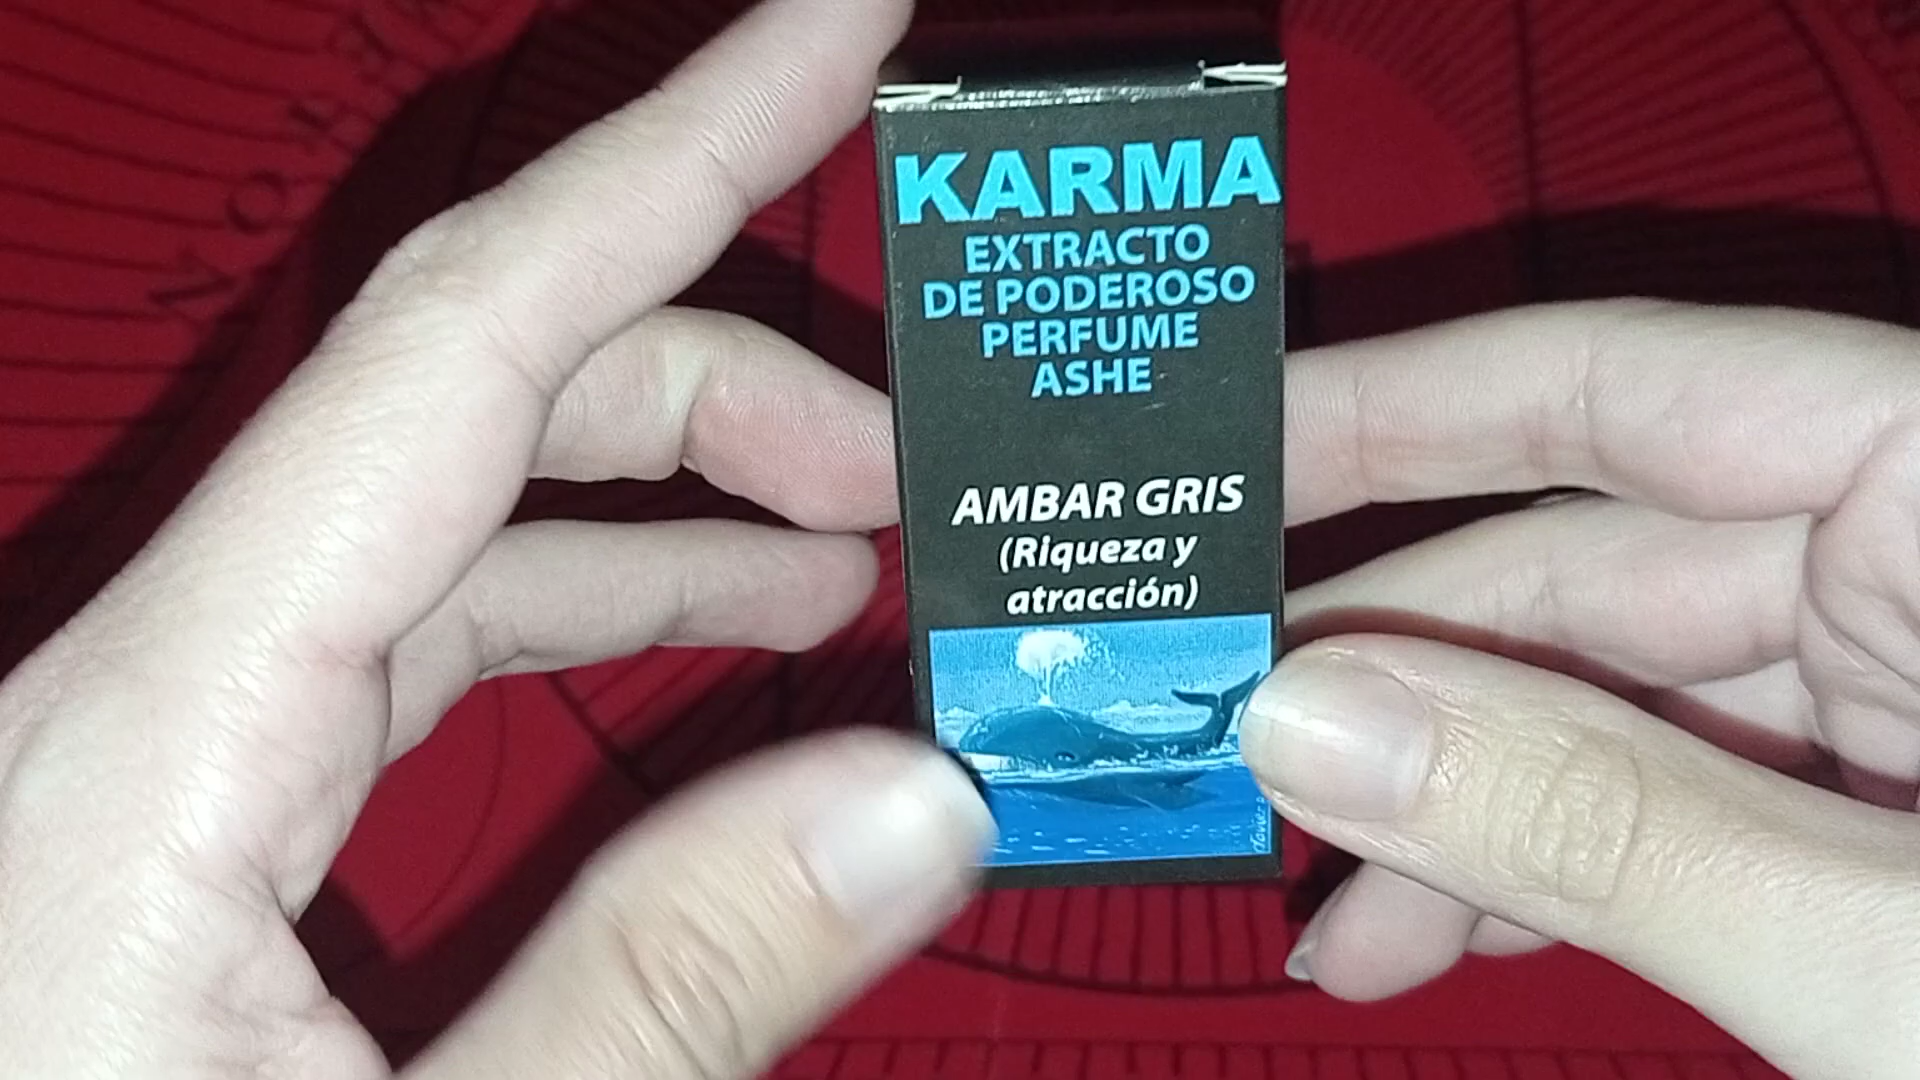 KARMA
EXTRACTO
DE PODEROSO
PERFUME
ASHE
AMBAR GRIS
(Riqueza y
atracción)